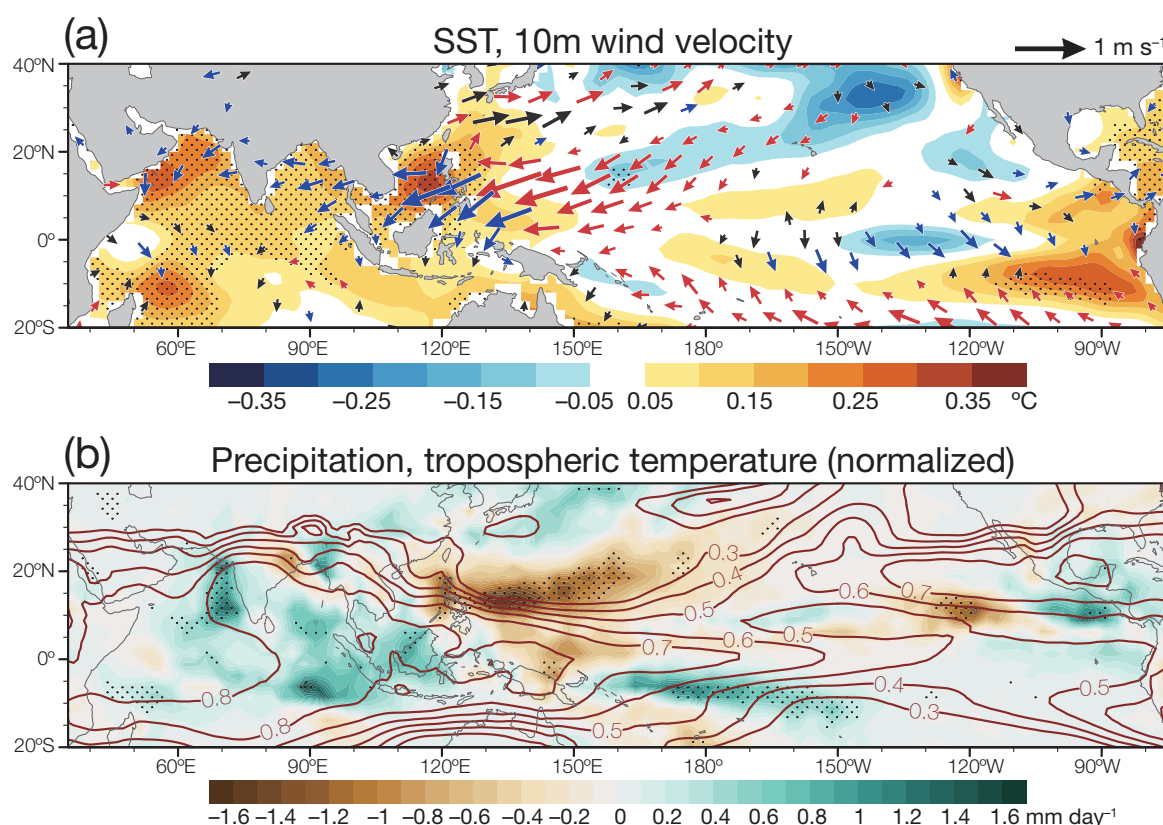 (a)
SST, 10m wind velocity
1 m s⁻¹
40ºN
20ºN
0º
20ºS
60ºE 90ºE 120ºE 150ºE 180º 150ºW 120ºW 90ºW
−0.35 −0.25 −0.15 −0.05 0.05 0.15 0.25 0.35 ºC
(b)
Precipitation, tropospheric temperature (normalized)
40ºN
0.3
0.4
20ºN
0.7
0.6
0.5
0.5
0.6
0.7
0º
0.8
0.4
0.5
0.3
0.8
0.5
20ºS
60ºE 90ºE 120ºE 150ºE 180º 150ºW 120ºW 90ºW
−1.6 −1.4 −1.2 −1 −0.8 −0.6 −0.4 −0.2 0 0.2 0.4 0.6 0.8 1 1.2 1.4 1.6 mm day⁻¹